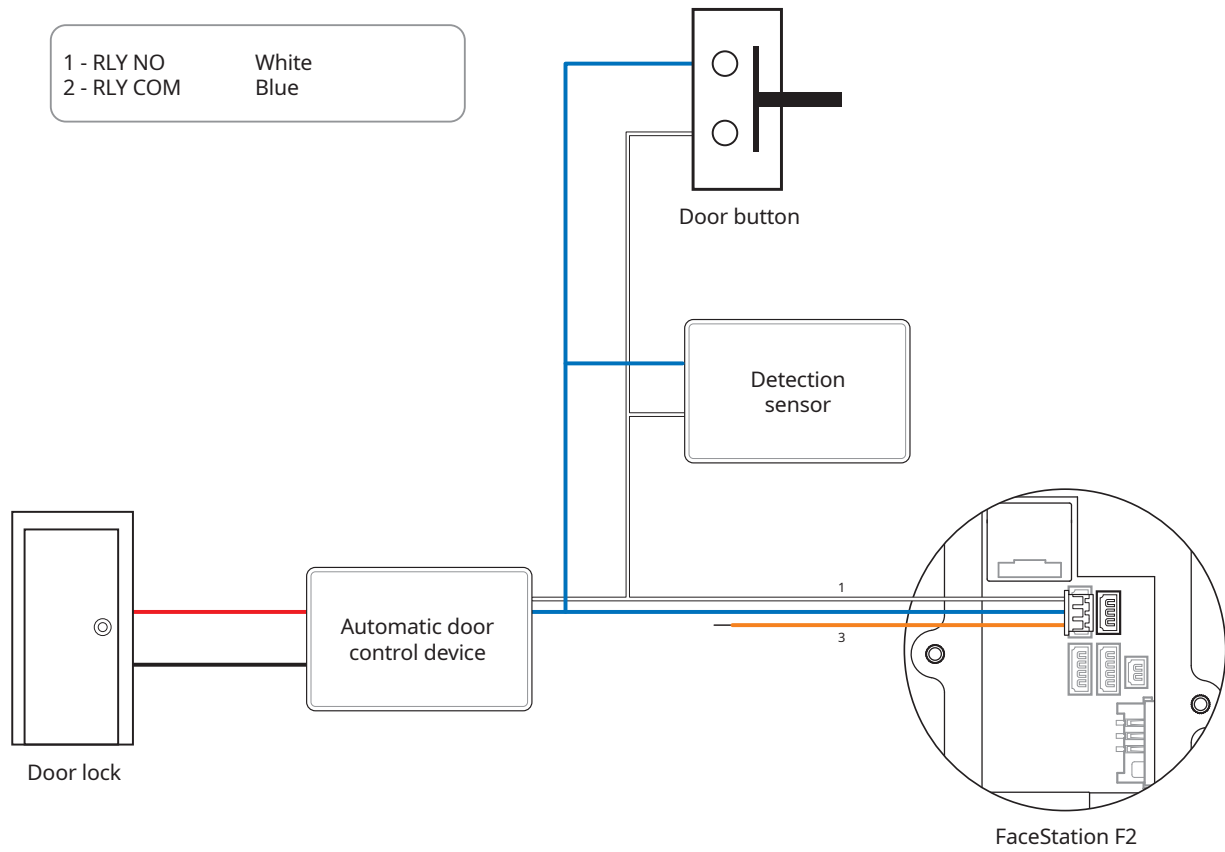 1 - RLY NO White
2 - RLY COM Blue
Door button
Detection
sensor
1
3
Automatic door
control device
Door lock
FaceStation F2